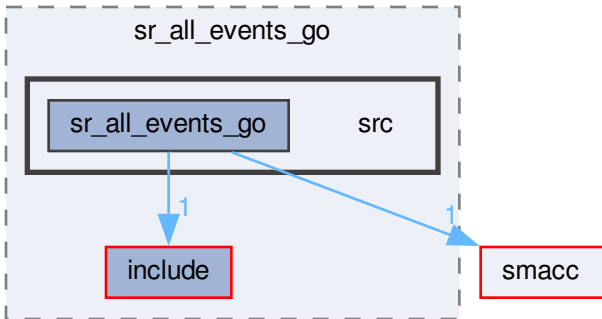 sr_all_events_go
sr_all_events_go
src
1
1
include
smacc